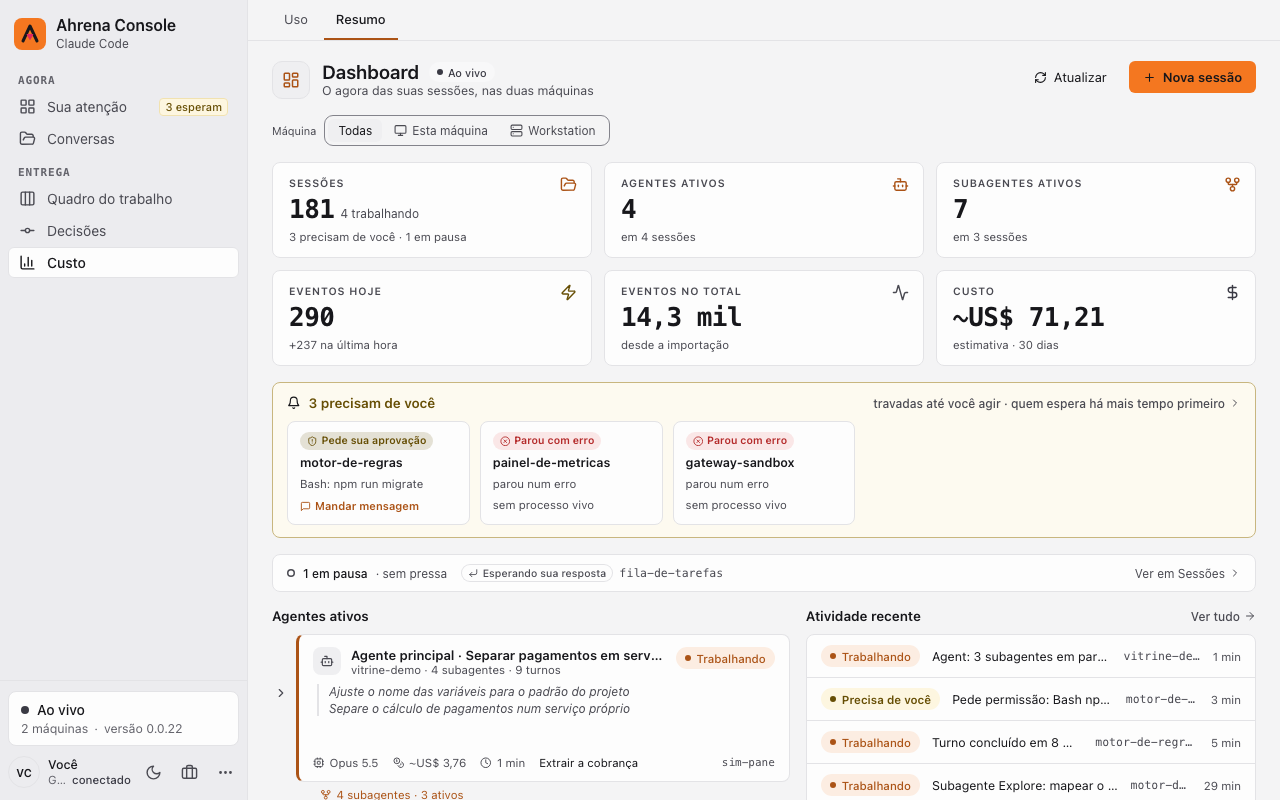 Ahrena Console
Claude Code
AGORA
Sua atenção
3 esperam
Conversas
ENTREGA
Quadro do trabalho
Decisões
Custo
Ao vivo
2 máquinas · versão 0.0.22
VC
Você
G... conectado
Uso
Resumo
Dashboard
Ao vivo
O agora das suas sessões, nas duas máquinas
Atualizar
Nova sessão
Máquina
Todas
Esta máquina
Workstation
SESSÕES
181 4 trabalhando
3 precisam de você · 1 em pausa
AGENTES ATIVOS
4
em 4 sessões
SUBAGENTES ATIVOS
7
em 3 sessões
EVENTOS HOJE
290
+237 na última hora
EVENTOS NO TOTAL
14,3 mil
desde a importação
CUSTO
~US$ 71,21
estimativa · 30 dias
3 precisam de você
travadas até você agir · quem espera há mais tempo primeiro
Pede sua aprovação
motor-de-regras
Bash: npm run migrate
Mandar mensagem
Parou com erro
painel-de-metricas
parou num erro
sem processo vivo
Parou com erro
gateway-sandbox
parou num erro
sem processo vivo
1 em pausa · sem pressa
Esperando sua resposta
fila-de-tarefas
Ver em Sessões
Agentes ativos
Agente principal · Separar pagamentos em serv...
Trabalhando
vitrine-demo · 4 subagentes · 9 turnos
Ajuste o nome das variáveis para o padrão do projeto
Separe o cálculo de pagamentos num serviço próprio
Opus 5.5
~US$ 3,76
1 min
Extrair a cobrança
sim-pane
4 subagentes · 3 ativos
Atividade recente
Ver tudo
Trabalhando
Agent: 3 subagentes em par...
vitrine-de...
1 min
Precisa de você
Pede permissão: Bash np...
motor-de-...
3 min
Trabalhando
Turno concluído em 8 ...
motor-de-regr...
5 min
Trabalhando
Subagente Explore: mapear o ...
motor-d...
29 min